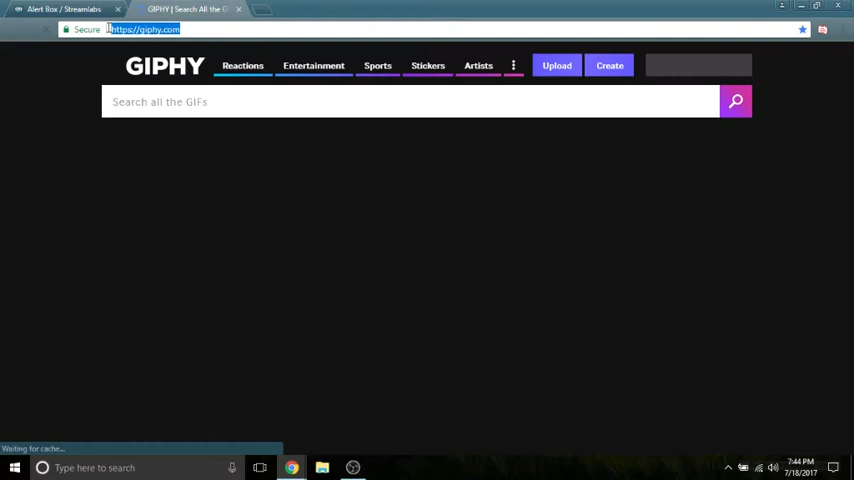 Alert Box / Streamlabs
GIPHY | Search All the G
Secure
https://giphy.com
GIPHY
Reactions
Entertainment
Sports
Stickers
Artists
Upload
Create
Search all the GIFs
Waiting for cache...
Type here to search
7:44 PM
7/18/2017